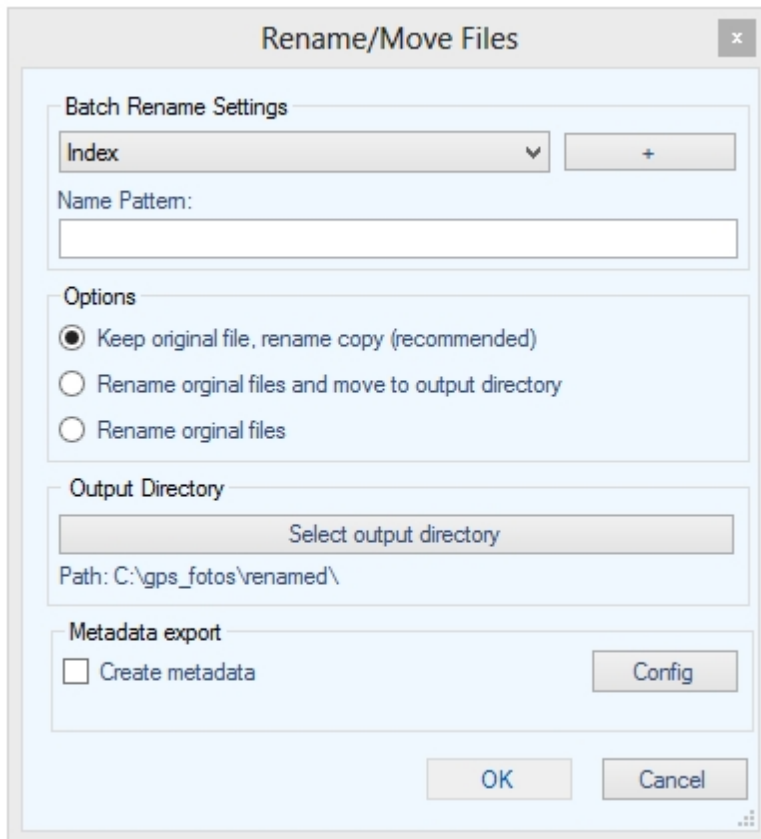 Rename/Move Files
x
Batch Rename Settings
Index
+
Name Pattern:
Options
Keep original file, rename copy (recommended)
Rename orginal files and move to output directory
Rename orginal files
Output Directory
Select output directory
Path: C:\gps_fotos\renamed\
Metadata export
Create metadata
Config
OK
Cancel